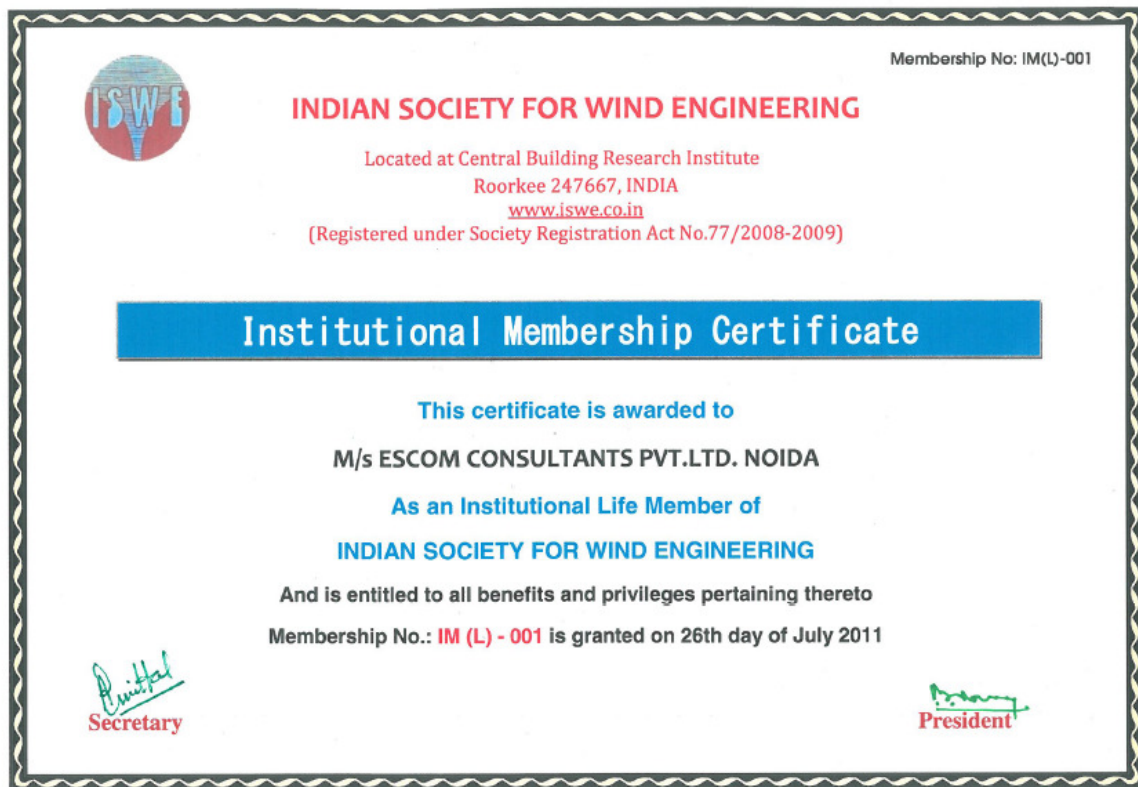 Membership No: IM(L)-001
ISWE
INDIAN SOCIETY FOR WIND ENGINEERING
Located at Central Building Research Institute
Roorkee 247667, INDIA
www.iswe.co.in
(Registered under Society Registration Act No.77/2008-2009)
Institutional Membership Certificate
This certificate is awarded to
M/s ESCOM CONSULTANTS PVT.LTD. NOIDA
As an Institutional Life Member of
INDIAN SOCIETY FOR WIND ENGINEERING
And is entitled to all benefits and privileges pertaining thereto
Membership No.: IM (L) - 001 is granted on 26th day of July 2011
Secretary
President